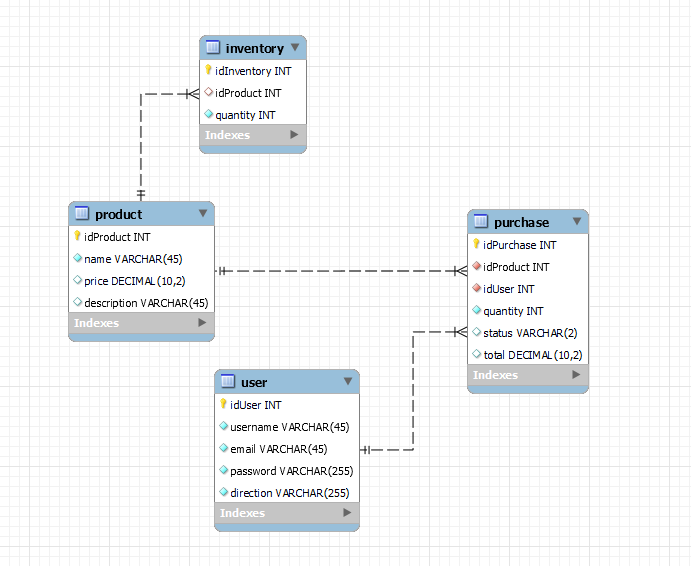 inventory
idInventory INT
idProduct INT
quantity INT
Indexes
product
idProduct INT
name VARCHAR(45)
price DECIMAL(10,2)
description VARCHAR(45)
Indexes
purchase
idPurchase INT
idProduct INT
idUser INT
quantity INT
status VARCHAR(2)
total DECIMAL(10,2)
Indexes
user
idUser INT
username VARCHAR(45)
email VARCHAR(45)
password VARCHAR(255)
direction VARCHAR(255)
Indexes